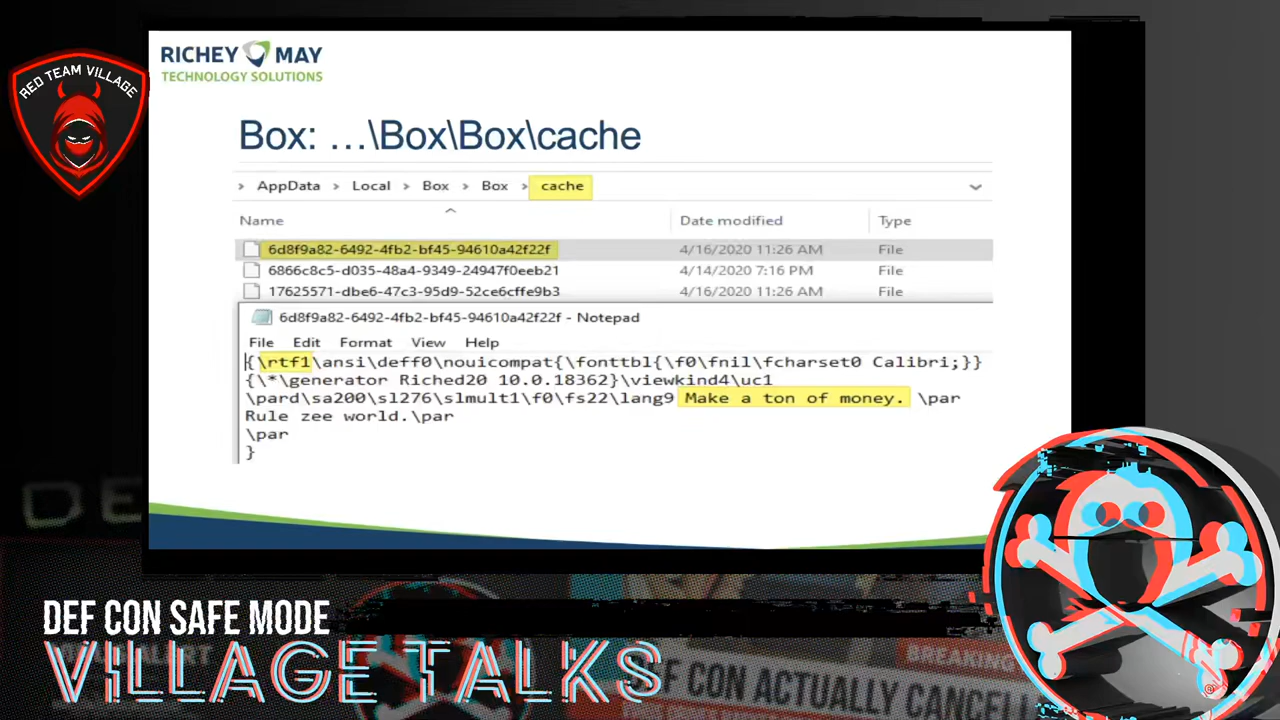 RED TEAM VILLAGE
RICHEY MAY
TECHNOLOGY SOLUTIONS
Box: …\Box\Box\cache
> AppData > Local > Box > Box > cache
Name Date modified Type
6d8f9a82-6492-4fb2-bf45-94610a42f22f 4/16/2020 11:26 AM File
6866c8c5-d035-48a4-9349-24947f0eeb21 4/14/2020 7:16 PM File
17625571-dbe6-47c3-95d9-52ce6cffe9b3 4/16/2020 11:26 AM File
6d8f9a82-6492-4fb2-bf45-94610a42f22f - Notepad
File Edit Format View Help
{\rtf1\ansi\deff0\nouicompat{\fonttbl{\f0\fnil\fcharset0 Calibri;}}
{\*\generator Riched20 10.0.18362}\viewkind4\uc1
\pard\sa200\sl276\slmult1\f0\fs22\lang9 Make a ton of money. \par
Rule zee world.\par
\par
}
DEF CON SAFE MODE
VILLAGE TALKS
BREAKING
DEF CON ACTUALLY CANCELL